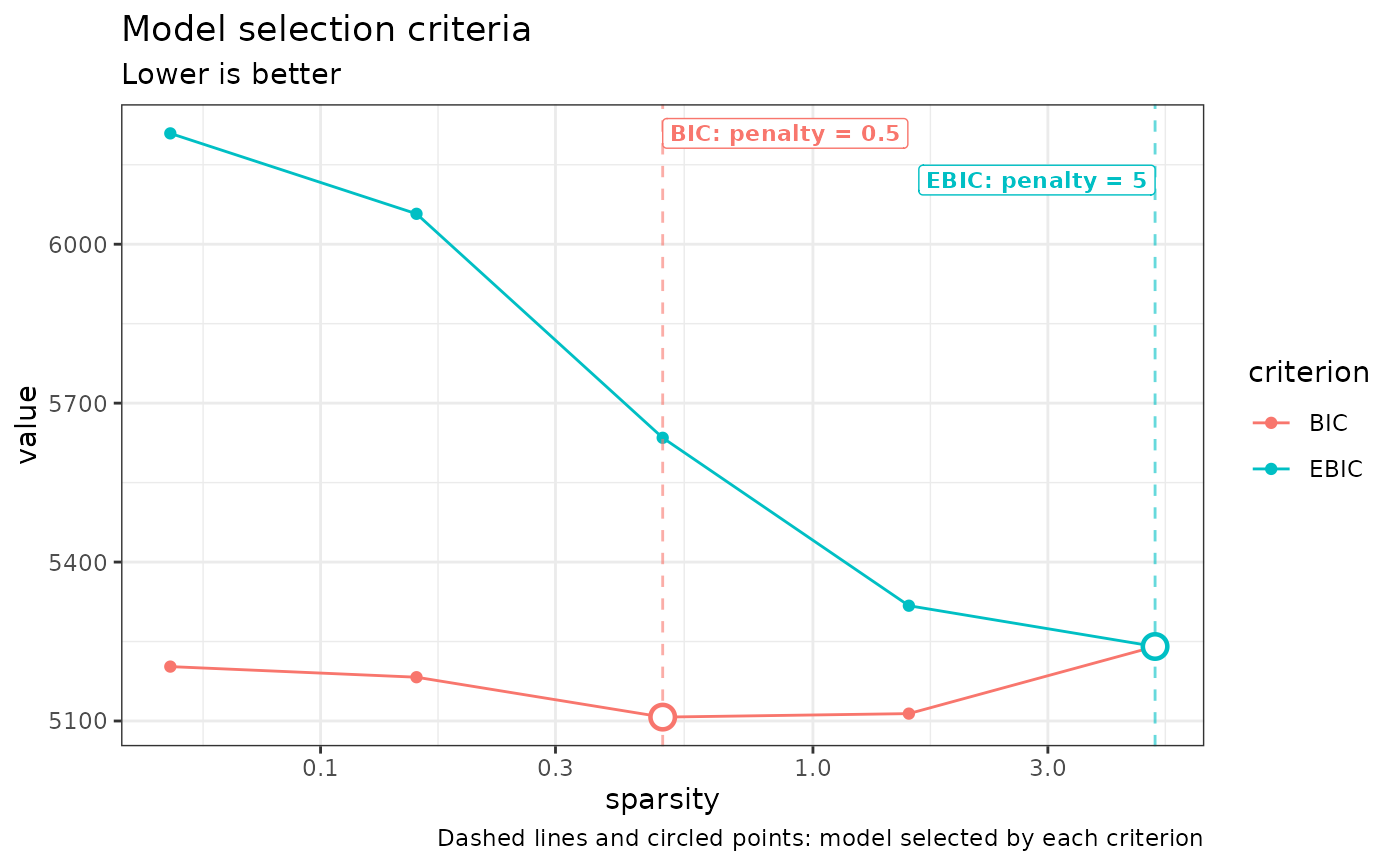 Model selection criteria
Lower is better
BIC: penalty = 0.5
EBIC: penalty = 5
6000
5700
5400
5100
value
0.1
0.3
1.0
3.0
sparsity
criterion
BIC
EBIC
Dashed lines and circled points: model selected by each criterion